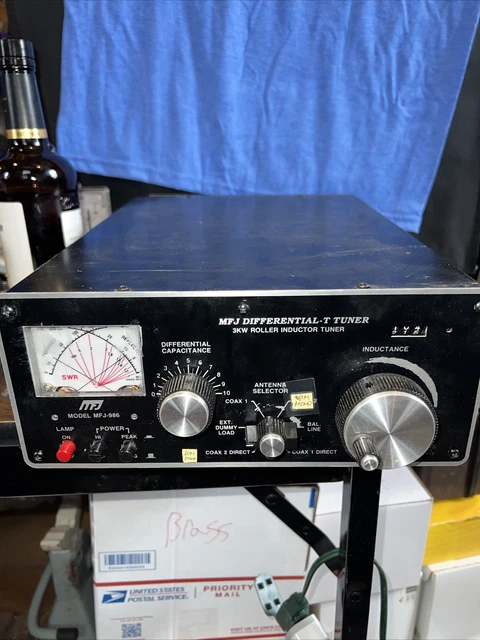 MFJ DIFFERENTIAL-T TUNER
3KW ROLLER INDUCTOR TUNER
DIFFERENTIAL
CAPACITANCE
0 1 2 3 4 5 6 7 8 9 10
INDUCTANCE
SWR
MFJ
MODEL MFJ-986
LAMP
ON
POWER
HI
PEAK
ANTENNA
SELECTOR
COAX 1
EXT.
DUMMY
LOAD
BAL.
LINE
COAX 2 DIRECT
COAX 1 DIRECT
Brass
UNITED STATES
POSTAL SERVICE
PRIORITY
MAIL